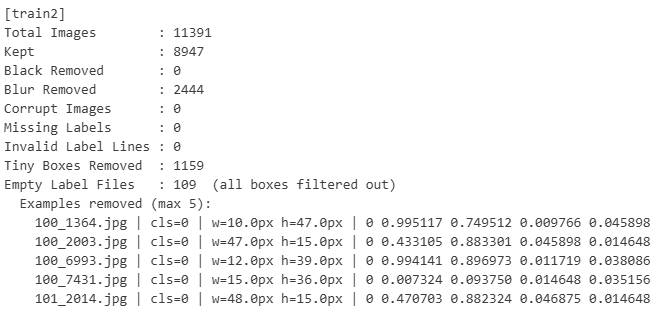 [train2]
Total Images        : 11391
Kept                : 8947
Black Removed       : 0
Blur Removed        : 2444
Corrupt Images      : 0
Missing Labels      : 0
Invalid Label Lines : 0
Tiny Boxes Removed  : 1159
Empty Label Files   : 109  (all boxes filtered out)
  Examples removed (max 5):
    100_1364.jpg | cls=0 | w=10.0px h=47.0px | 0 0.995117 0.749512 0.009766 0.045898
    100_2003.jpg | cls=0 | w=47.0px h=15.0px | 0 0.433105 0.883301 0.045898 0.014648
    100_6993.jpg | cls=0 | w=12.0px h=39.0px | 0 0.994141 0.896973 0.011719 0.038086
    100_7431.jpg | cls=0 | w=15.0px h=36.0px | 0 0.007324 0.093750 0.014648 0.035156
    101_2014.jpg | cls=0 | w=48.0px h=15.0px | 0 0.470703 0.882324 0.046875 0.014648